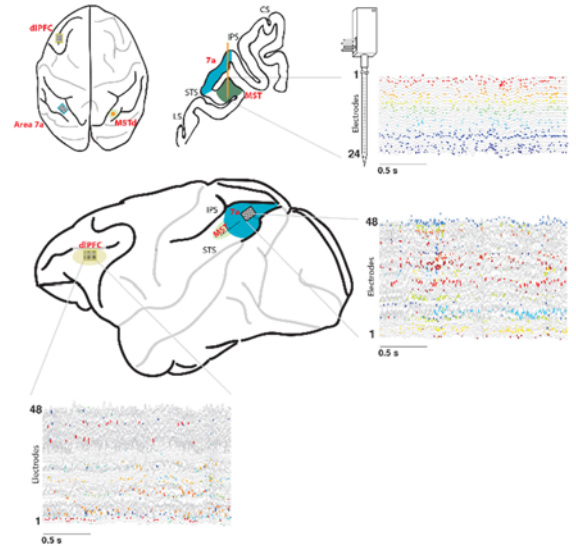 dlPFC
Area 7a
MSTd
CS
IPS
7a
STS
MST
LS
1
Electrodes
24
0.5 s
IPS
7a
MST
STS
dlPFC
48
Electrodes
1
0.5 s
48
Electrodes
1
0.5 s